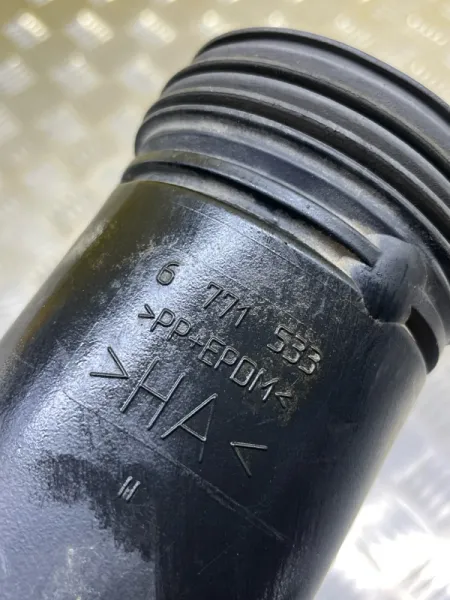 6 771 533
>PP-EPDM<
>HA<
H